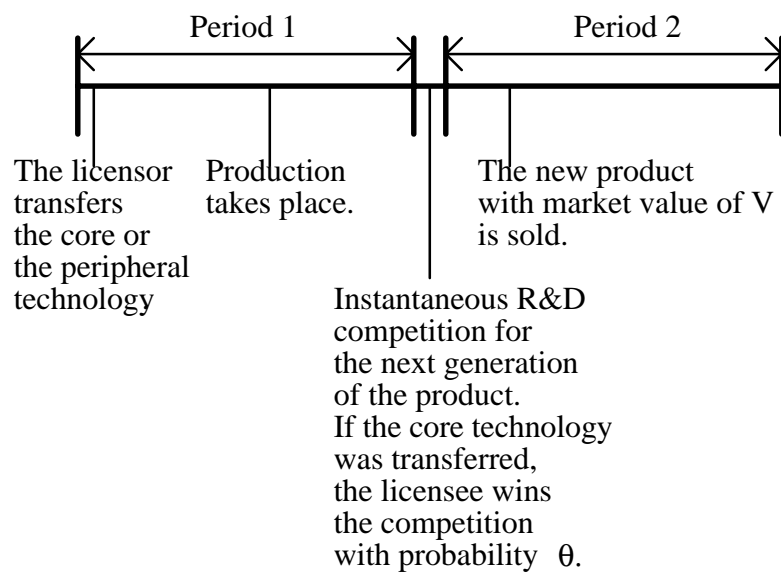 Period 1
Period 2
The licensor
transfers
the core or
the peripheral
technology
Production
takes place.
Instantaneous R&D
competition for
the next generation
of the product.
If the core technology
was transferred,
the licensee wins
the competition
with probability θ.
The new product
with market value of V
is sold.